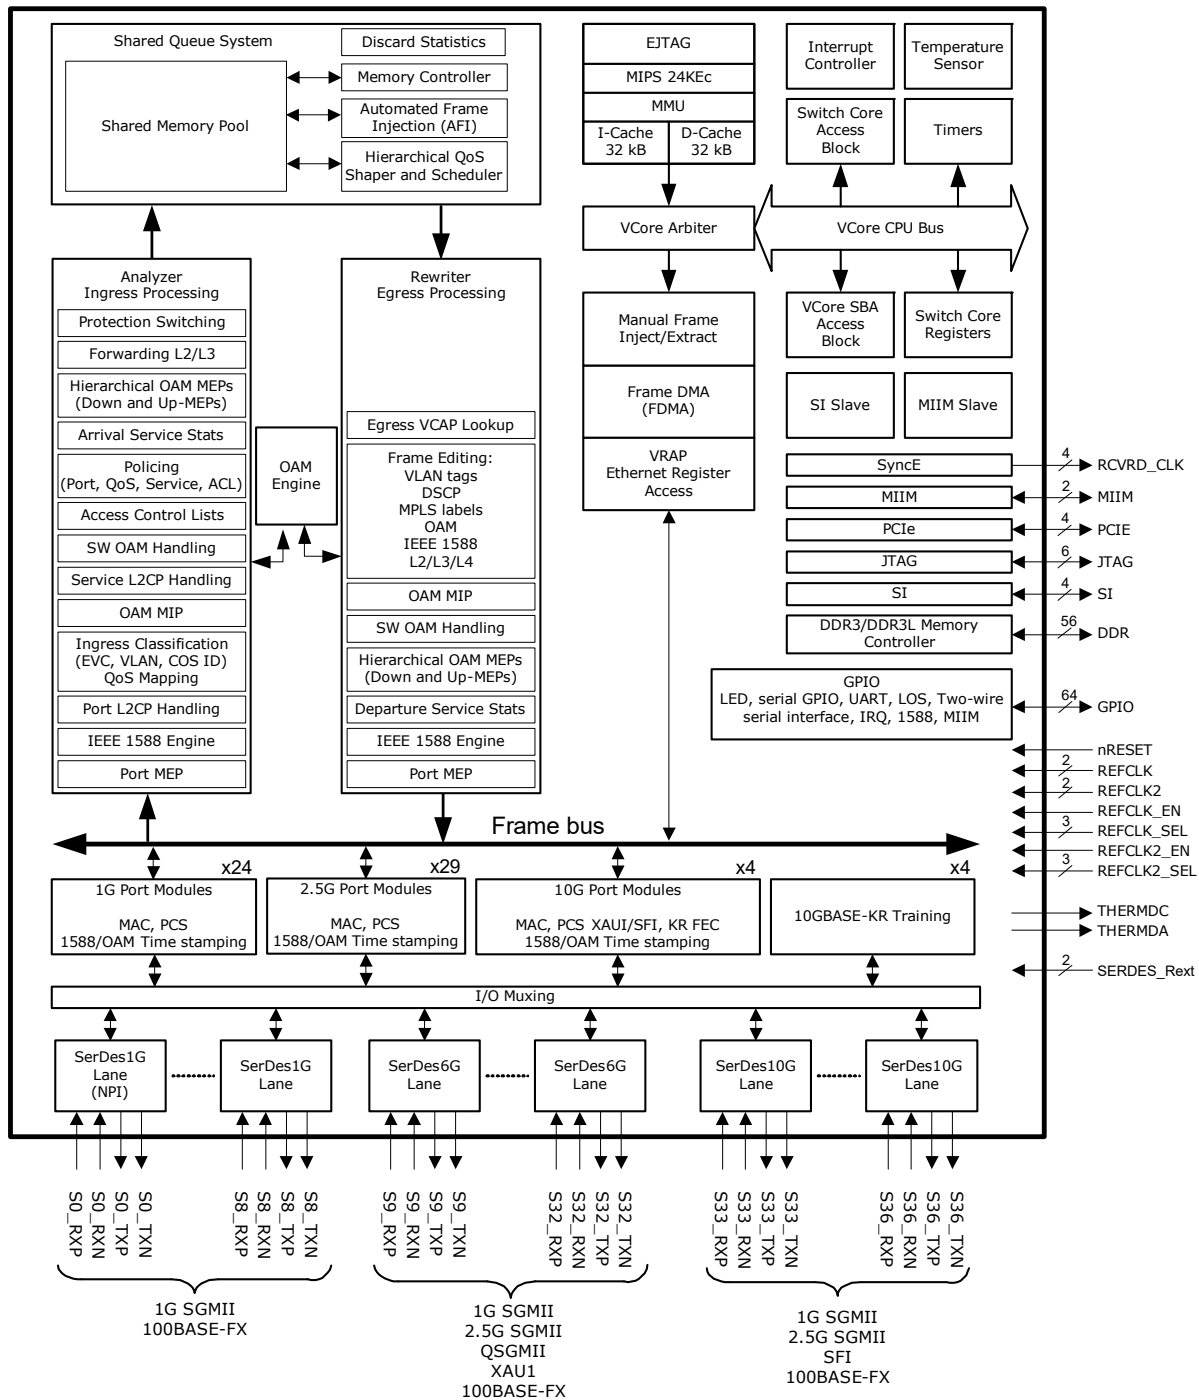 Shared Queue System
Discard Statistics
Shared Memory Pool
Memory Controller
Automated Frame
Injection (AFI)
Hierarchical QoS
Shaper and Scheduler
EJTAG
MIPS 24KEc
MMU
I-Cache
32 kB
D-Cache
32 kB
Interrupt
Controller
Temperature
Sensor
Switch Core
Access
Block
Timers
VCore Arbiter
VCore CPU Bus
Analyzer
Ingress Processing
Protection Switching
Forwarding L2/L3
Hierarchical OAM MEPs
(Down and Up-MEPs)
Arrival Service Stats
Policing
(Port, QoS, Service, ACL)
Access Control Lists
SW OAM Handling
Service L2CP Handling
OAM MIP
Ingress Classification
(EVC, VLAN, COS ID)
QoS Mapping
Port L2CP Handling
IEEE 1588 Engine
Port MEP
OAM
Engine
Rewriter
Egress Processing
Egress VCAP Lookup
Frame Editing:
VLAN tags
DSCP
MPLS labels
OAM
IEEE 1588
L2/L3/L4
OAM MIP
SW OAM Handling
Hierarchical OAM MEPs
(Down and Up-MEPs)
Departure Service Stats
IEEE 1588 Engine
Port MEP
Manual Frame
Inject/Extract
Frame DMA
(FDMA)
VRAP
Ethernet Register
Access
VCore SBA
Access
Block
Switch Core
Registers
SI Slave
MIIM Slave
SyncE
4
RCVRD_CLK
MIIM
2
MIIM
PCIe
4
PCIE
JTAG
6
JTAG
SI
4
SI
DDR3/DDR3L Memory
Controller
56
DDR
GPIO
LED, serial GPIO, UART, LOS, Two-wire
serial interface, IRQ, 1588, MIIM
64
GPIO
nRESET
2
REFCLK
2
REFCLK2
REFCLK_EN
3
REFCLK_SEL
REFCLK2_EN
3
REFCLK2_SEL
THERMDC
THERMDA
2
SERDES_Rext
Frame bus
x24
1G Port Modules
MAC, PCS
1588/OAM Time stamping
x29
2.5G Port Modules
MAC, PCS
1588/OAM Time stamping
x4
10G Port Modules
MAC, PCS XAUI/SFI, KR FEC
1588/OAM Time stamping
x4
10GBASE-KR Training
I/O Muxing
SerDes1G
Lane
(NPI)
SerDes1G
Lane
SerDes6G
Lane
SerDes6G
Lane
SerDes10G
Lane
SerDes10G
Lane
S0_RXP
S0_RXN
S0_TXP
S0_TXN
S8_RXP
S8_RXN
S8_TXP
S8_TXN
S9_RXP
S9_RXN
S9_TXP
S9_TXN
S32_RXP
S32_RXN
S32_TXP
S32_TXN
S33_RXP
S33_RXN
S33_TXP
S33_TXN
S36_RXP
S36_RXN
S36_TXP
S36_TXN
1G SGMII
100BASE-FX
1G SGMII
2.5G SGMII
QSGMII
XAU1
100BASE-FX
1G SGMII
2.5G SGMII
SFI
100BASE-FX